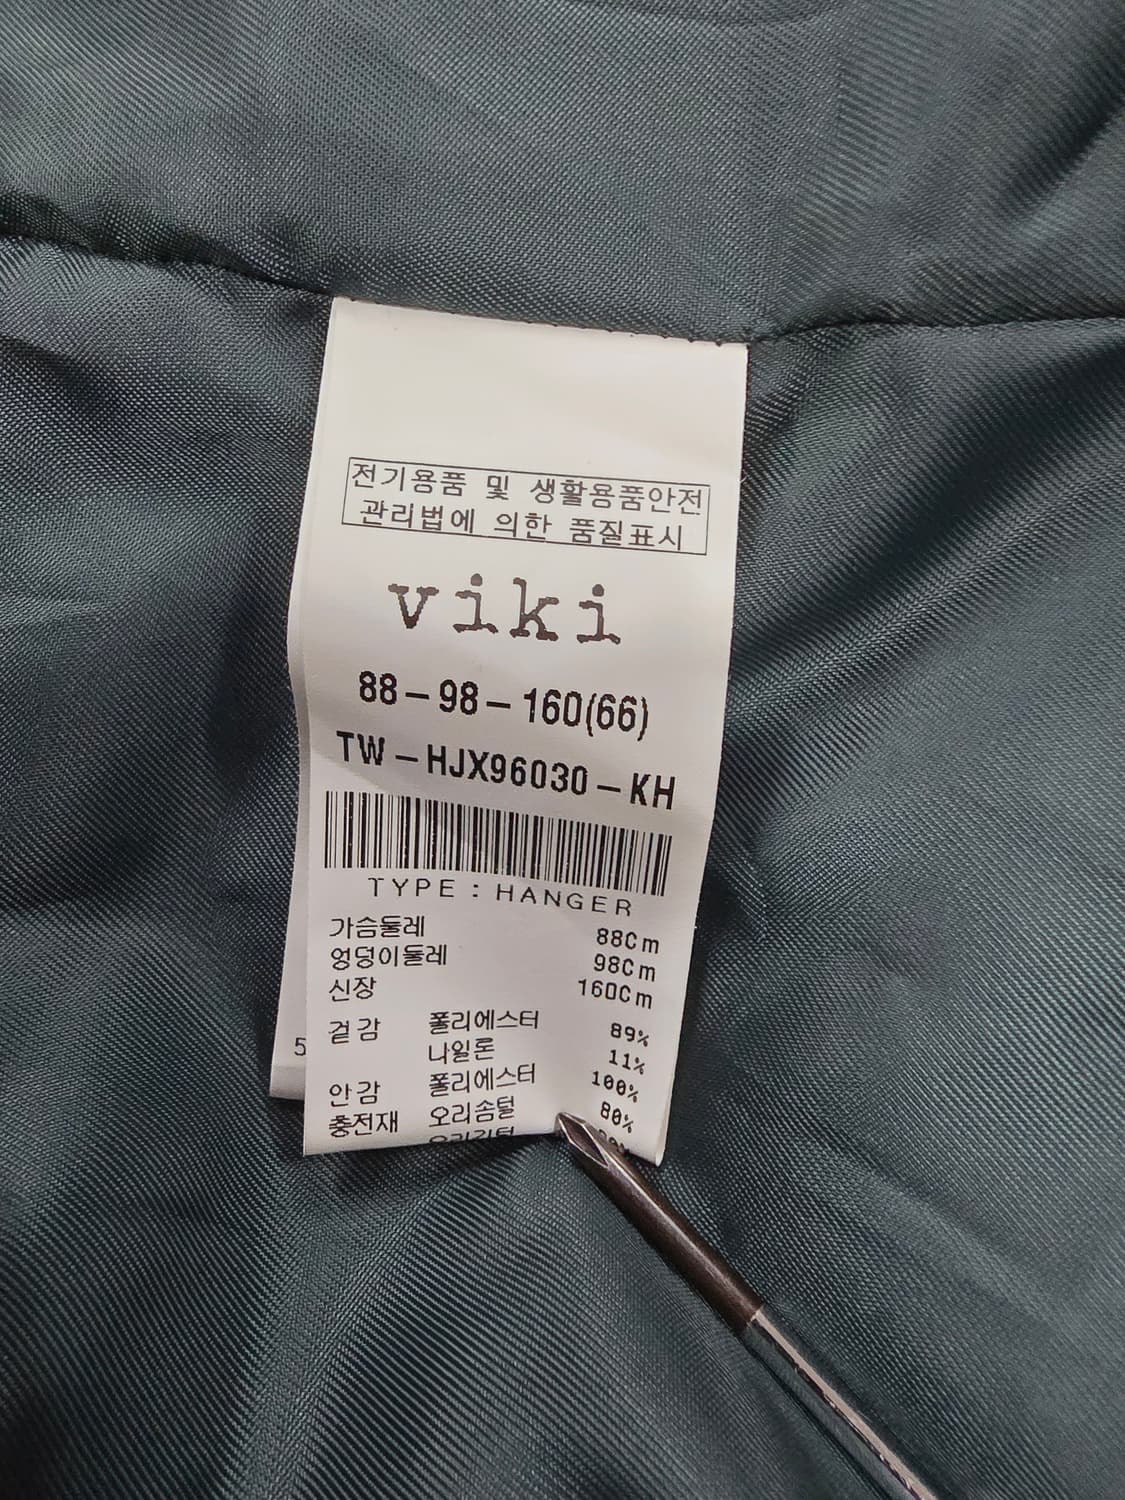 전기용품 및 생활용품안전
관리법에 의한 품질표시
viki
88-98-160(66)
TW-HJX96030-KH
TYPE : HANGER
가슴둘레 88Cm
엉덩이둘레 98Cm
신장 160Cm
겉감 폴리에스터 89%
나일론 11%
안감 폴리에스터 100%
충전재 오리솜털 80%
5